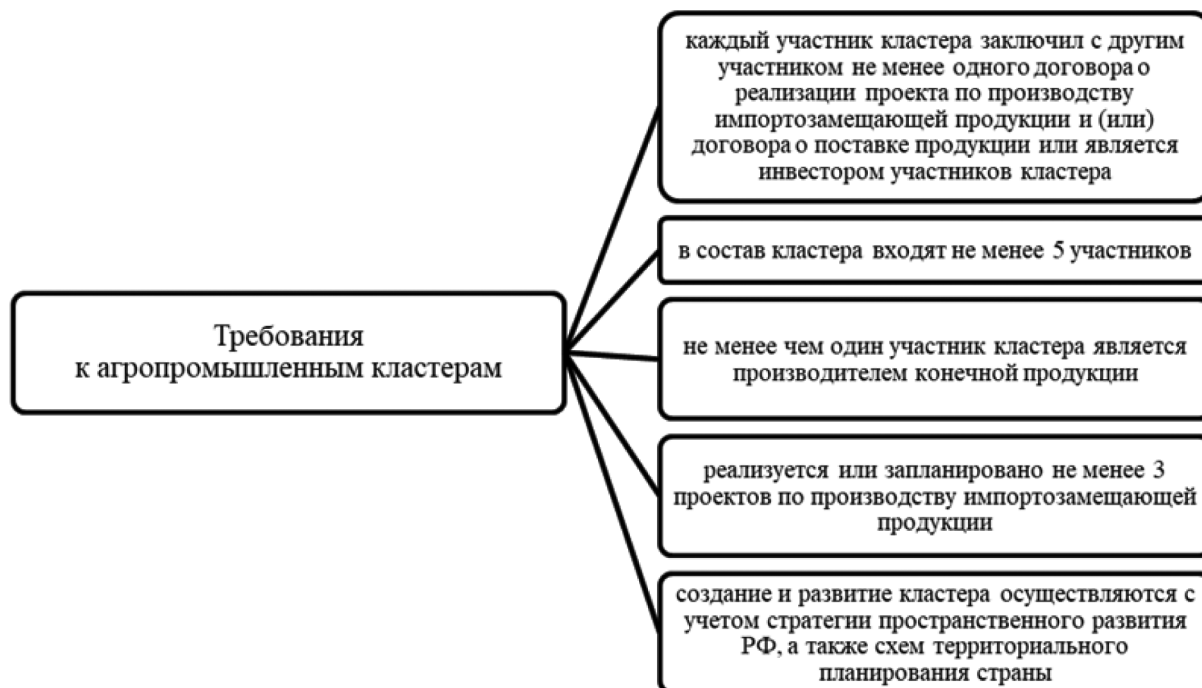 каждый участник кластера заключил с другим
участником не менее одного договора о
реализации проекта по производству
импортозамещающей продукции и (или)
договора о поставке продукции или является
инвестором участников кластера
в состав кластера входят не менее 5 участников
Требования
к агропромышленным кластерам
не менее чем один участник кластера является
производителем конечной продукции
реализуется или запланировано не менее 3
проектов по производству импортозамещающей
продукции
создание и развитие кластера осуществляются с
учетом стратегии пространственного развития
РФ, а также схем территориального
планирования страны